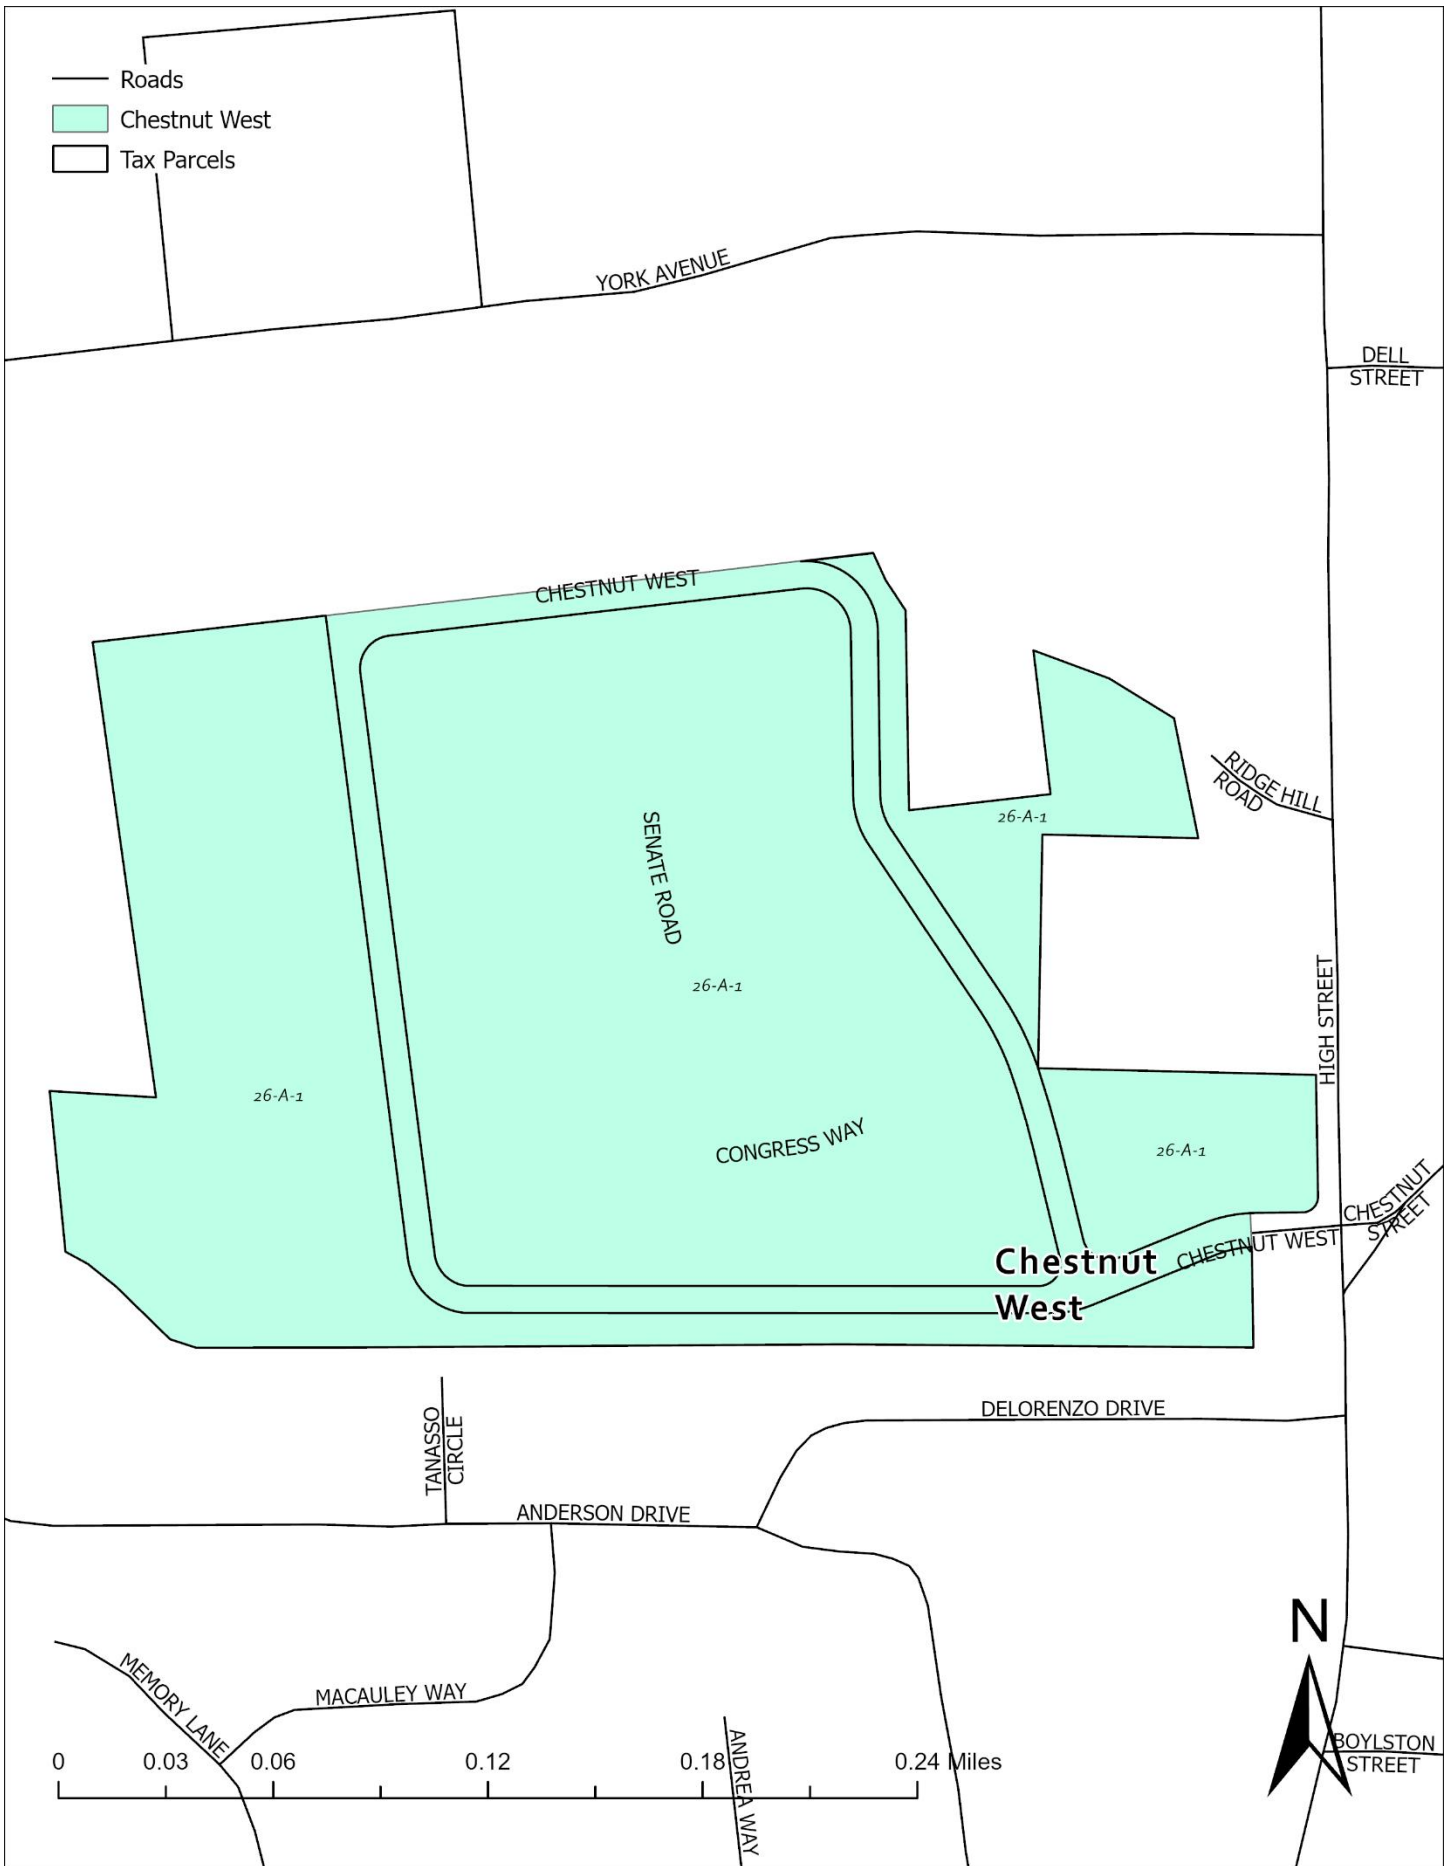 Roads
Chestnut West
Tax Parcels
YORK AVENUE
DELL
STREET
CHESTNUT WEST
RIDGE HILL
ROAD
26-A-1
SENATE ROAD
26-A-1
HIGH STREET
26-A-1
CONGRESS WAY
26-A-1
CHESTNUT
STREET
CHESTNUT WEST
Chestnut
West
DELORENZO DRIVE
TANASSO
CIRCLE
ANDERSON DRIVE
N
MEMORY LANE
MACAULEY WAY
ANDREA WAY
BOYLSTON
STREET
0 0.03 0.06 0.12 0.18 0.24 Miles